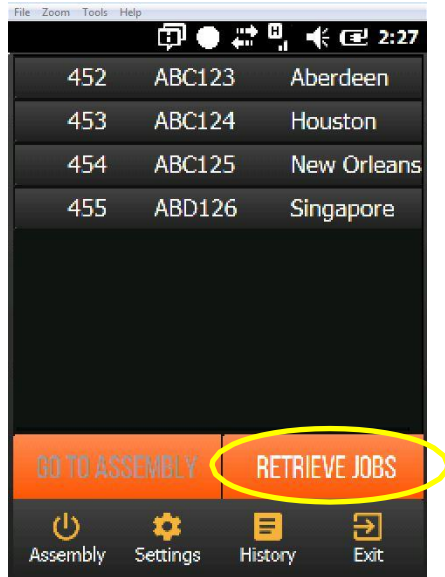 File Zoom Tools Help
H 2:27
452 ABC123 Aberdeen
453 ABC124 Houston
454 ABC125 New Orleans
455 ABD126 Singapore
GO TO ASSEMBLY RETRIEVE JOBS
Assembly Settings History Exit